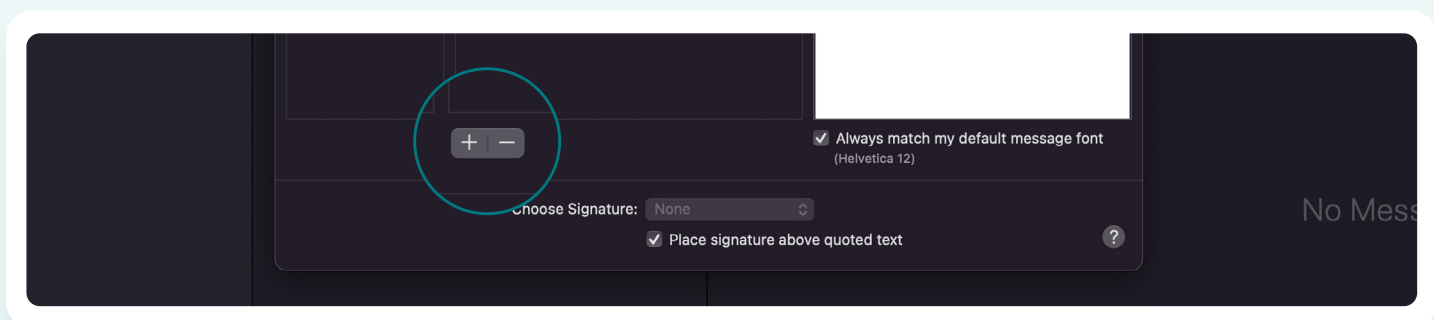 + −
Always match my default message font
(Helvetica 12)
Choose Signature: None
Place signature above quoted text
?
No Mess